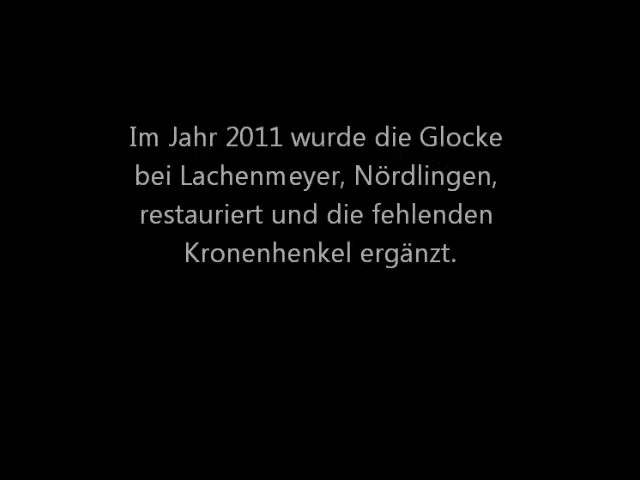 Im Jahr 2011 wurde die Glocke
bei Lachenmeyer, Nördlingen,
restauriert und die fehlenden
Kronenhenkel ergänzt.